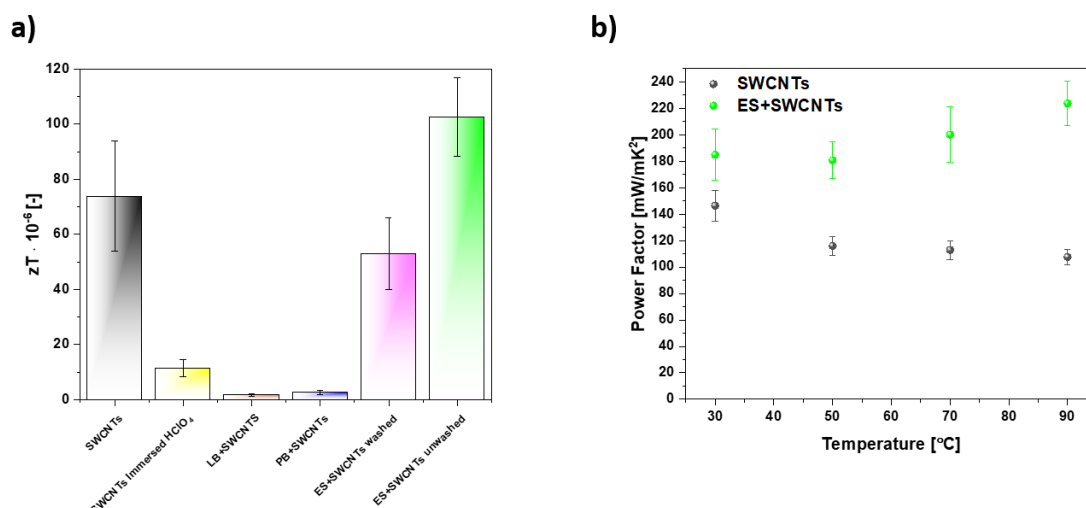 a)
120
100
80
60
40
20
0
zT · 10⁻⁶ [-]
SWCNTs
SWCNTs Immersed HClO₄
LB+SWCNTS
PB+SWCNTs
ES+SWCNTs washed
ES+SWCNTs unwashed
b)
SWCNTs
ES+SWCNTs
240
220
200
180
160
140
120
100
80
60
40
20
0
Power Factor [mW/mK²]
30 40 50 60 70 80 90
Temperature [°C]